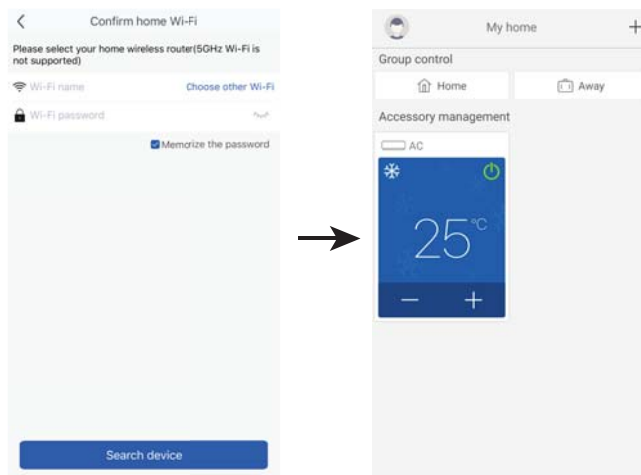 Confirm home Wi-Fi
Please select your home wireless router(5GHz Wi-Fi is
not supported)
Wi-Fi name
Choose other Wi-Fi
Wi-Fi password
Memorize the password
Search device
My home
+
Group control
Home
Away
Accessory management
AC
25°C
— +